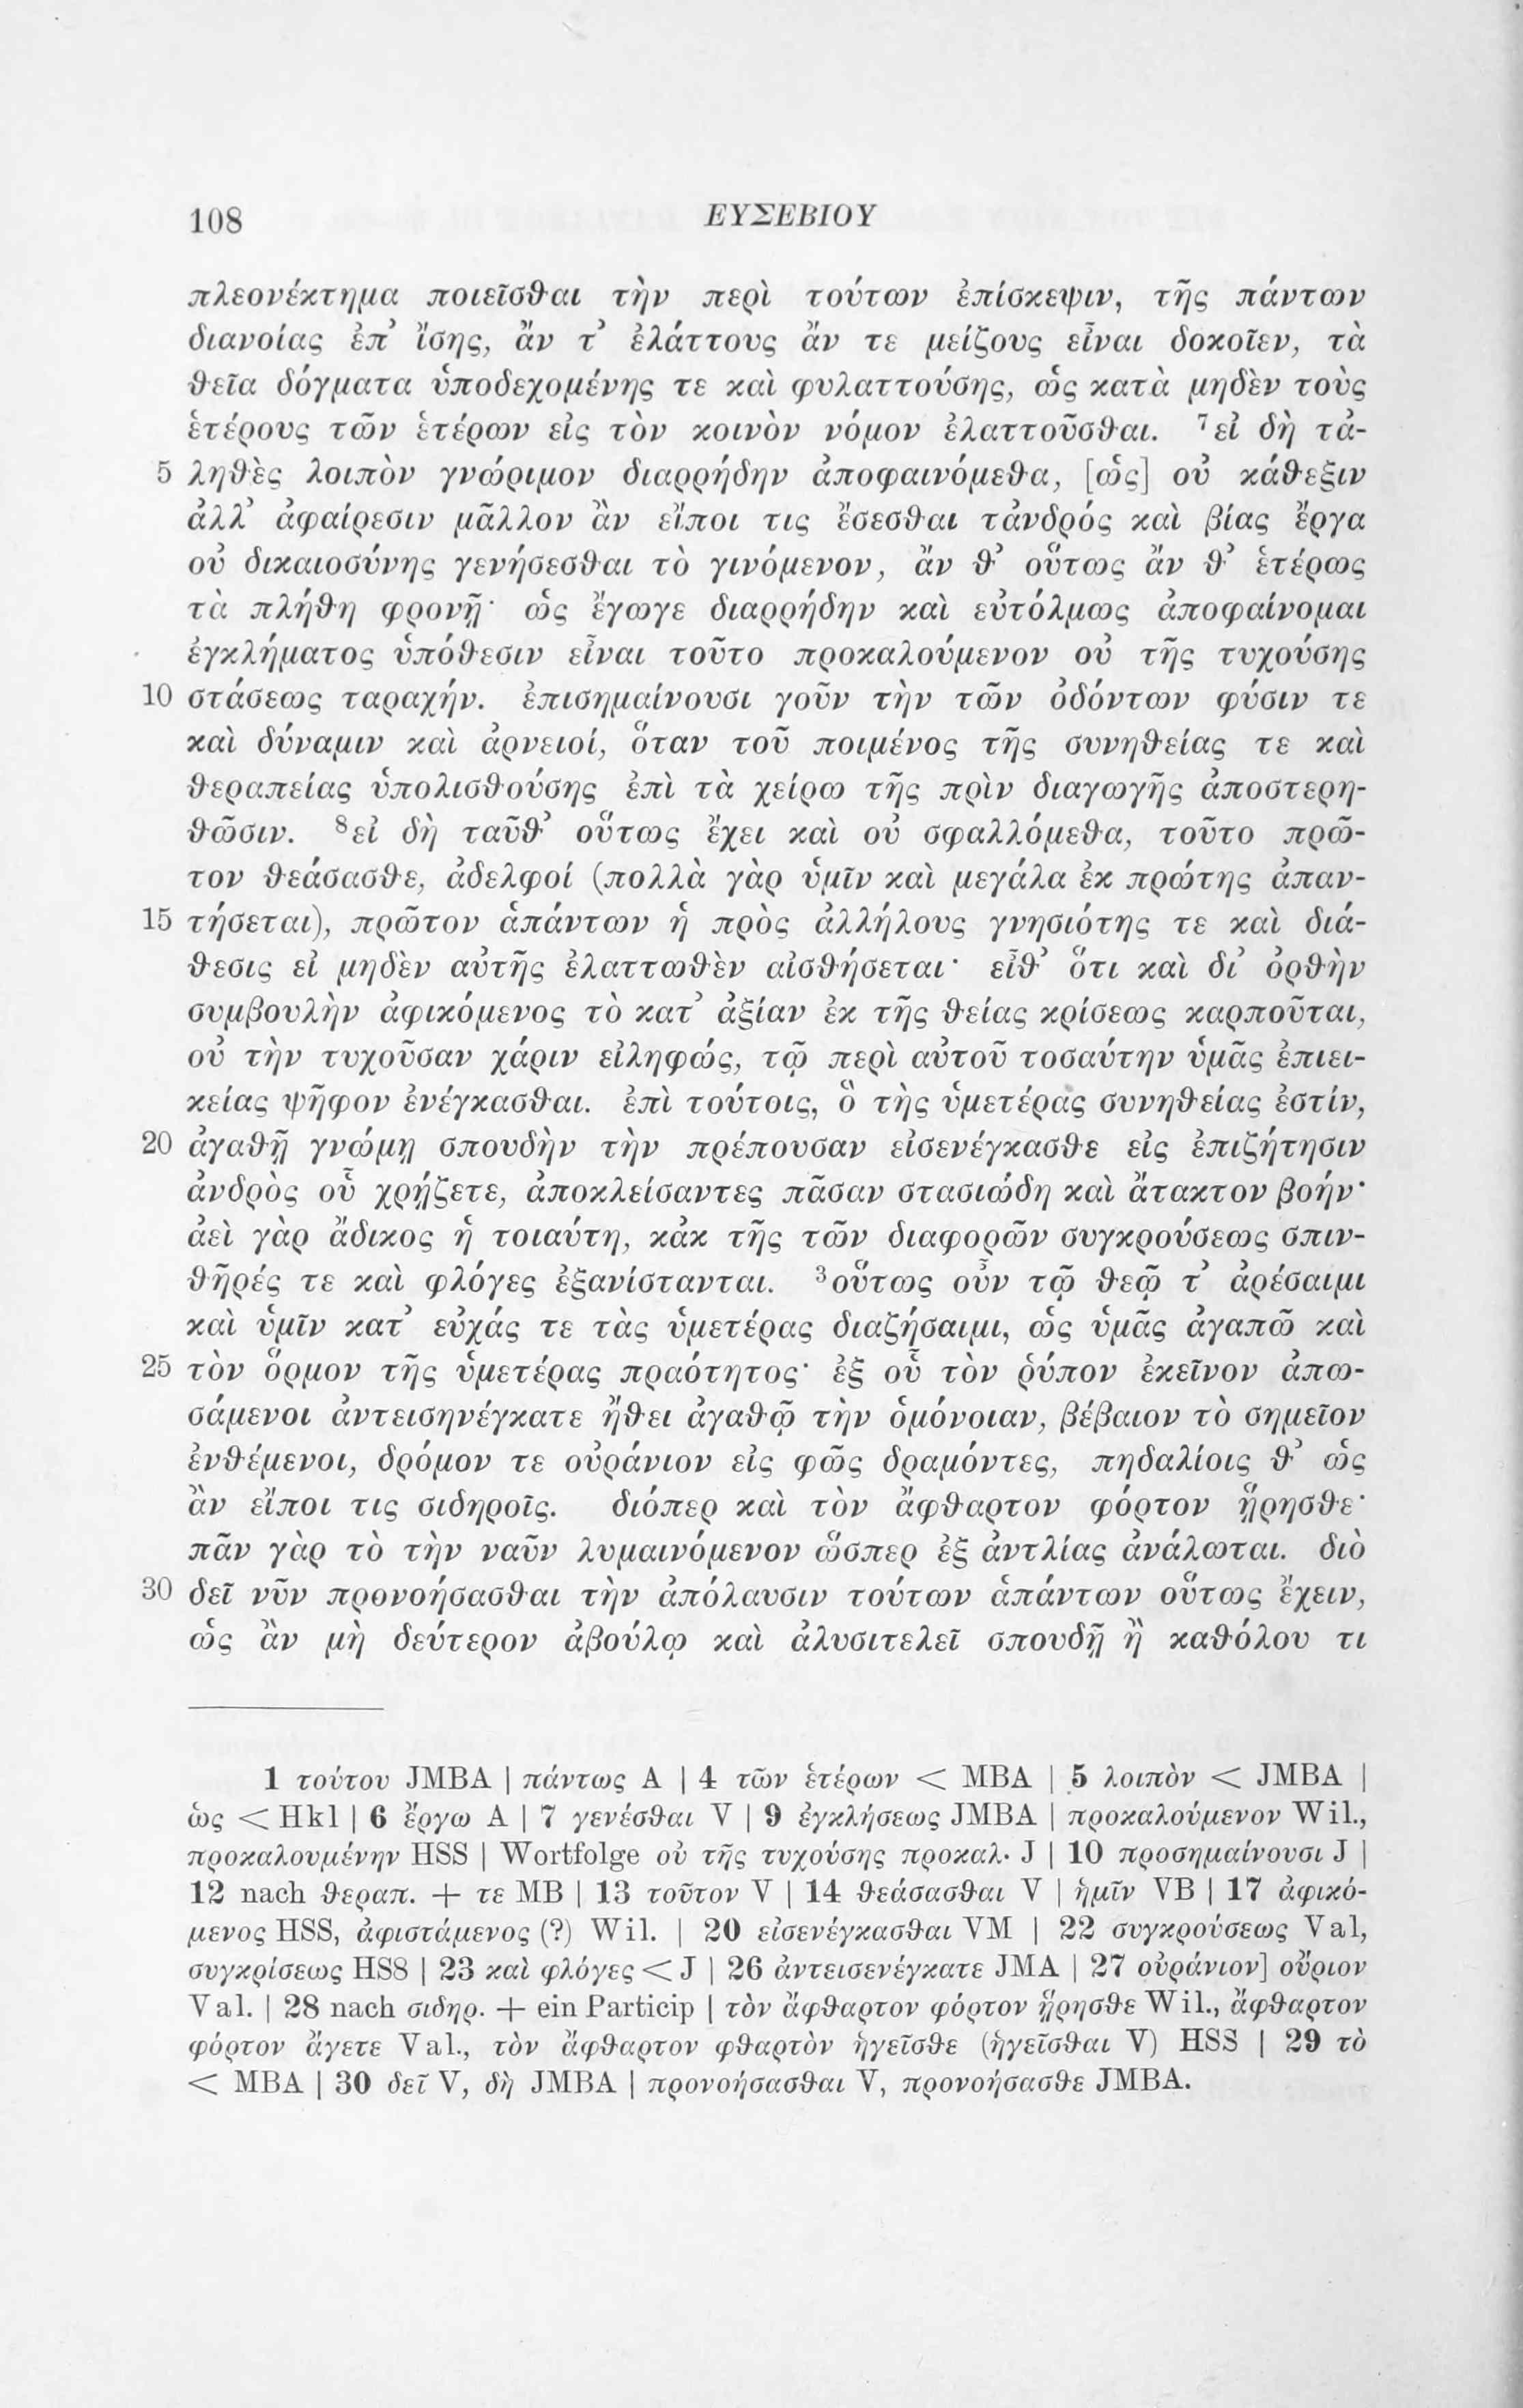 108 ΕΥΣΕΒΙΟΥ
πλεονέκτημα ποιεῖσθαι τὴν περὶ τούτων ἐπίσκεψιν, τῆς πάντων
διανοίας ἐπ’ ἴσης, ἄν τ’ ἐλάττους ἄν τε μείζους εἶναι δοκοῖεν, τὰ
θεῖα δόγματα ὑποδεχομένης τε καὶ φυλαττούσης, ὡς κατὰ μηδὲν τοὺς
ἑτέρους τῶν ἑτέρων εἰς τὸν κοινὸν νόμον ἐλαττοῦσθαι. ⁷εἰ δὴ τἀ-
5 ληθὲς λοιπὸν γνώριμον διαρρήδην ἀποφαινόμεθα, [ὡς] οὐ κάθεξιν
ἀλλ’ ἀφαίρεσιν μᾶλλον ἂν εἴποι τις ἔσεσθαι τἀνδρός καὶ βίας ἔργα
οὐ δικαιοσύνης γενήσεσθαι τὸ γινόμενον, ἄν θ’ οὕτως ἄν θ’ ἑτέρως
τὰ πλήθη φρονῇ· ὡς ἔγωγε διαρρήδην καὶ εὐτόλμως ἀποφαίνομαι
ἐγκλήματος ὑπόθεσιν εἶναι τοῦτο προκαλούμενον οὐ τῆς τυχούσης
10 στάσεως ταραχήν. ἐπισημαίνουσι γοῦν τὴν τῶν ὀδόντων φύσιν τε
καὶ δύναμιν καὶ ἀρνειοί, ὅταν τοῦ ποιμένος τῆς συνηθείας τε καὶ
θεραπείας ὑπολισθούσης ἐπὶ τὰ χείρω τῆς πρὶν διαγωγῆς ἀποστερη-
θῶσιν. ⁸εἰ δὴ ταῦθ’ οὕτως ἔχει καὶ οὐ σφαλλόμεθα, τοῦτο πρῶ-
τον θεάσασθε, ἀδελφοί (πολλὰ γὰρ ὑμῖν καὶ μεγάλα ἐκ πρώτης ἀπαν-
15 τήσεται), πρῶτον ἁπάντων ἡ πρὸς ἀλλήλους γνησιότης τε καὶ διά-
θεσις εἰ μηδὲν αὐτῆς ἐλαττωθὲν αἰσθήσεται· εἶθ’ ὅτι καὶ δι’ ὀρθὴν
συμβουλὴν ἀφικόμενος τὸ κατ’ ἀξίαν ἐκ τῆς θείας κρίσεως καρποῦται,
οὐ τὴν τυχοῦσαν χάριν εἰληφώς, τῷ περὶ αὐτοῦ τοσαύτην ὑμᾶς ἐπιει-
κείας ψῆφον ἐνέγκασθαι. ἐπὶ τούτοις, ὃ τῆς ὑμετέρας συνηθείας ἐστίν,
20 ἀγαθῇ γνώμῃ σπουδὴν τὴν πρέπουσαν εἰσενέγκασθε εἰς ἐπιζήτησιν
ἀνδρὸς οὗ χρῄζετε, ἀποκλείσαντες πᾶσαν στασιώδη καὶ ἄτακτον βοήν·
ἀεὶ γὰρ ἄδικος ἡ τοιαύτη, κἀκ τῆς τῶν διαφορῶν συγκρούσεως σπιν-
θῆρές τε καὶ φλόγες ἐξανίστανται. ³οὕτως οὖν τῷ θεῷ τ’ ἀρέσαιμι
καὶ ὑμῖν κατ’ εὐχάς τε τὰς ὑμετέρας διαζήσαιμι, ὡς ὑμᾶς ἀγαπῶ καὶ
25 τὸν ὅρμον τῆς ὑμετέρας πραότητος· ἐξ οὗ τὸν ῥύπον ἐκεῖνον ἀπω-
σάμενοι ἀντεισηνέγκατε ἤθει ἀγαθῷ τὴν ὁμόνοιαν, βέβαιον τὸ σημεῖον
ἐνθέμενοι, δρόμον τε οὐράνιον εἰς φῶς δραμόντες, πηδαλίοις θ’ ὡς
ἂν εἴποι τις σιδηροῖς. διόπερ καὶ τὸν ἄφθαρτον φόρτον ᾕρησθε·
πᾶν γὰρ τὸ τὴν ναῦν λυμαινόμενον ὥσπερ ἐξ ἀντλίας ἀνάλωται. διὸ
30 δεῖ νῦν προνοήσασθαι τὴν ἀπόλαυσιν τούτων ἁπάντων οὕτως ἔχειν,
ὡς ἂν μὴ δεύτερον ἀβούλῳ καὶ ἀλυσιτελεῖ σπουδῇ ἢ καθόλου τι
1 τούτου JMBA | πάντως A | 4 τῶν ἑτέρων < MBA | 5 λοιπὸν < JMBA |
ὡς < Hkl | 6 ἔργω A | 7 γενέσθαι V | 9 ἐγκλήσεως JMBA | προκαλούμενον Wil.,
προκαλουμένην HSS | Wortfolge οὐ τῆς τυχούσης προκαλ. J | 10 προσημαίνουσι J |
12 nach θεραπ. + τε MB | 13 τοῦτον V | 14 θεάσασθαι V | ἡμῖν VB | 17 ἀφικό-
μενος HSS, ἀφιστάμενος (?) Wil. | 20 εἰσενέγκασθαι VM | 22 συγκρούσεως Val,
συγκρίσεως HSS | 23 καὶ φλόγες < J | 26 ἀντεισενέγκατε JMA | 27 οὐράνιον] οὔριον
Val. | 28 nach σιδηρ. + ein Particip | τὸν ἄφθαρτον φόρτον ᾕρησθε Wil., ἄφθαρτον
φόρτον ἄγετε Val., τὸν ἄφθαρτον φθαρτὸν ἡγεῖσθε (ἡγεῖσθαι V) HSS | 29 τὸ
< MBA | 30 δεῖ V, δὴ JMBA | προνοήσασθαι V, προνοήσασθε JMBA.